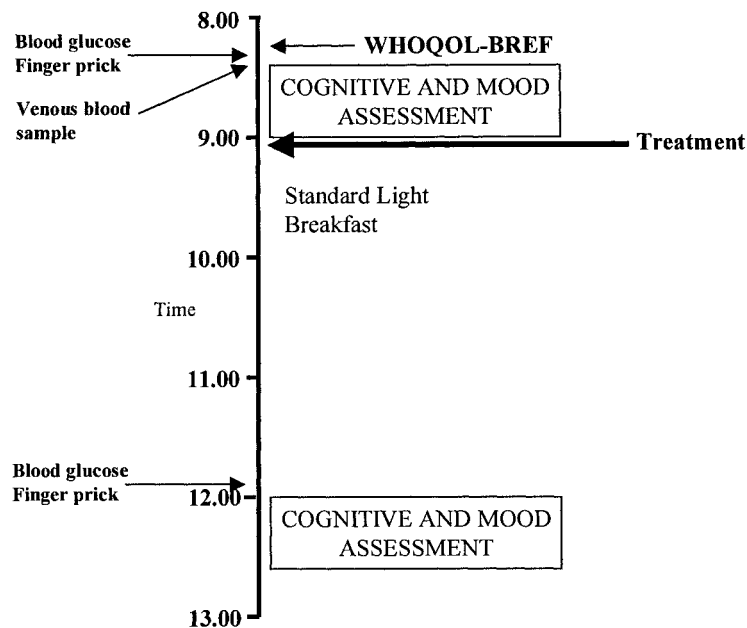 8.00
Blood glucose
Finger prick
WHOQOL-BREF
Venous blood
sample
COGNITIVE AND MOOD
ASSESSMENT
9.00
Treatment
Standard Light
Breakfast
10.00
Time
11.00
Blood glucose
Finger prick
12.00
COGNITIVE AND MOOD
ASSESSMENT
13.00